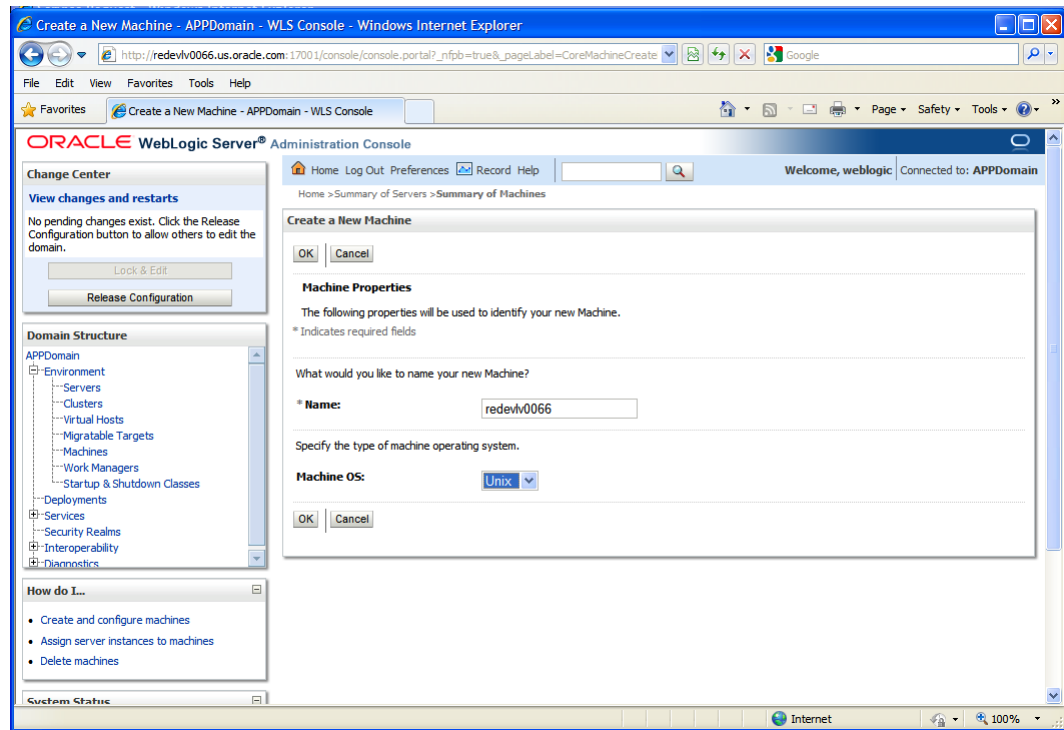 Create a New Machine - APPDomain - WLS Console - Windows Internet Explorer
http://redevlv0066.us.oracle.com:17001/console/console.portal?_nfpb=true&_pageLabel=CoreMachineCreate
Google
File Edit View Favorites Tools Help
Favorites
Create a New Machine - APPDomain - WLS Console
Page Safety Tools
ORACLE WebLogic Server® Administration Console
Change Center
View changes and restarts
No pending changes exist. Click the Release
Configuration button to allow others to edit the
domain.
Lock & Edit
Release Configuration
Domain Structure
APPDomain
Environment
Servers
Clusters
Virtual Hosts
Migratable Targets
Machines
Work Managers
Startup & Shutdown Classes
Deployments
Services
Security Realms
Interoperability
Diagnostics
How do I...
Create and configure machines
Assign server instances to machines
Delete machines
System Status
Home Log Out Preferences Record Help
Welcome, weblogic Connected to: APPDomain
Home >Summary of Servers >Summary of Machines
Create a New Machine
OK Cancel
Machine Properties
The following properties will be used to identify your new Machine.
* Indicates required fields
What would you like to name your new Machine?
* Name: redevlv0066
Specify the type of machine operating system.
Machine OS: Unix
OK Cancel
Internet 100%